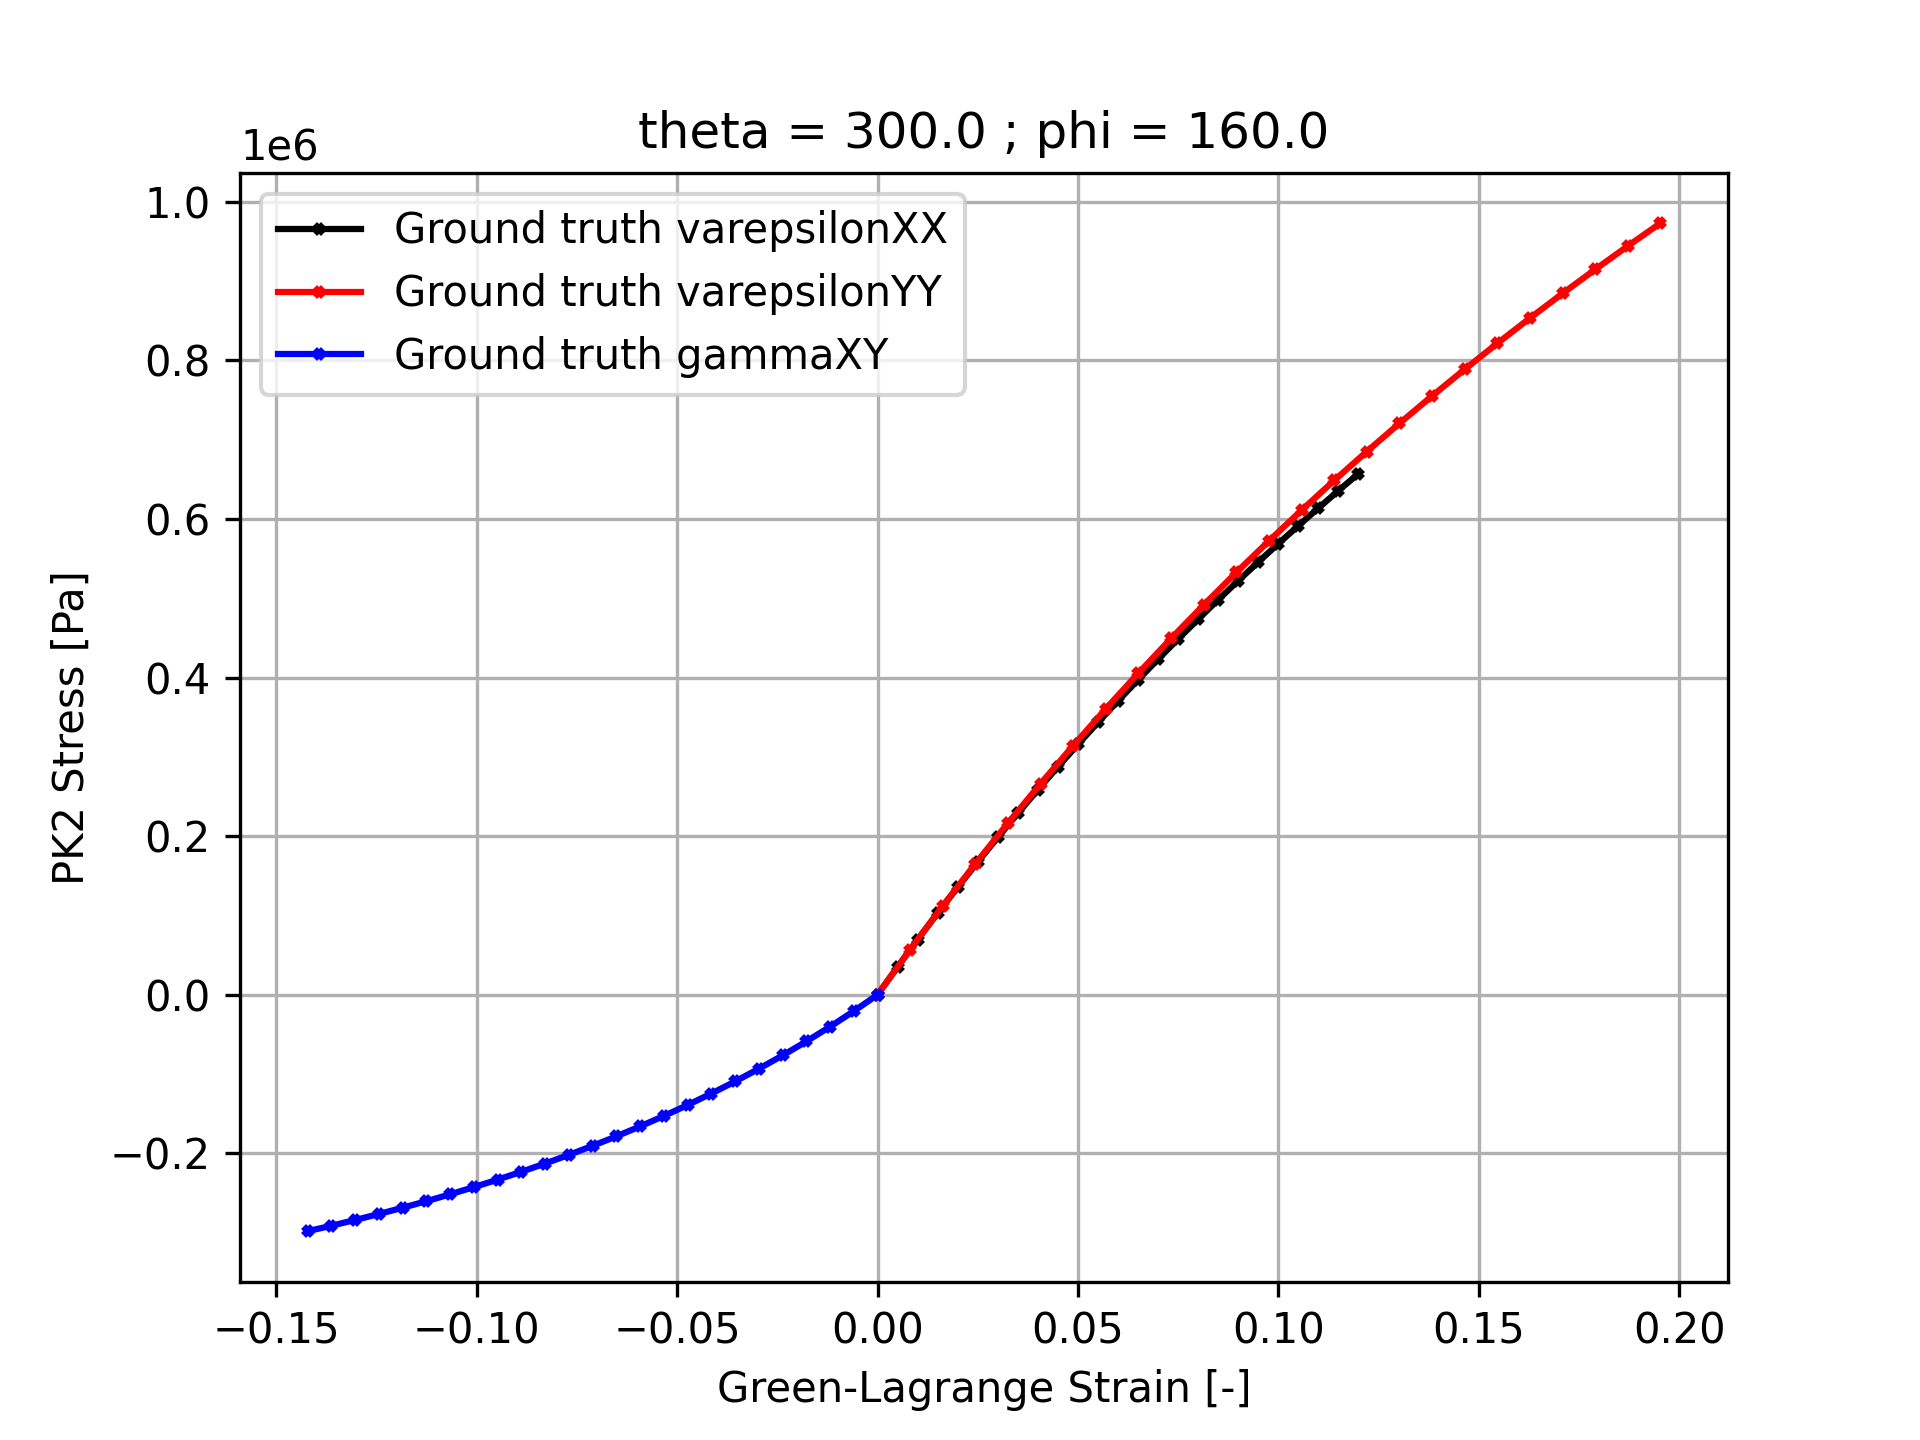 theta = 300.0 ; phi = 160.0
1e6
1.0
0.8
0.6
0.4
0.2
0.0
−0.2
PK2 Stress [Pa]
Ground truth varepsilonXX
Ground truth varepsilonYY
Ground truth gammaXY
−0.15 −0.10 −0.05 0.00 0.05 0.10 0.15 0.20
Green-Lagrange Strain [-]